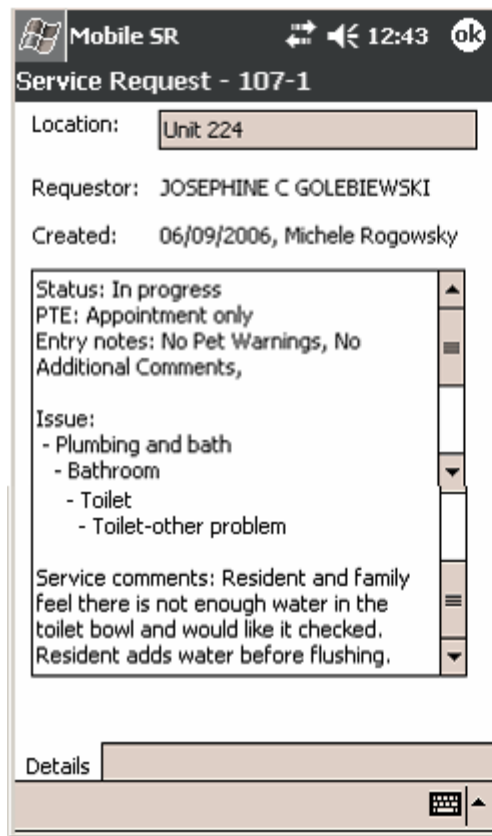 Mobile SR 12:43 ok
Service Request - 107-1
Location: Unit 224
Requestor: JOSEPHINE C GOLEBIEWSKI
Created: 06/09/2006, Michele Rogowsky
Status: In progress
PTE: Appointment only
Entry notes: No Pet Warnings, No
Additional Comments,
Issue:
- Plumbing and bath
- Bathroom
- Toilet
- Toilet-other problem
Service comments: Resident and family
feel there is not enough water in the
toilet bowl and would like it checked.
Resident adds water before flushing.
Details